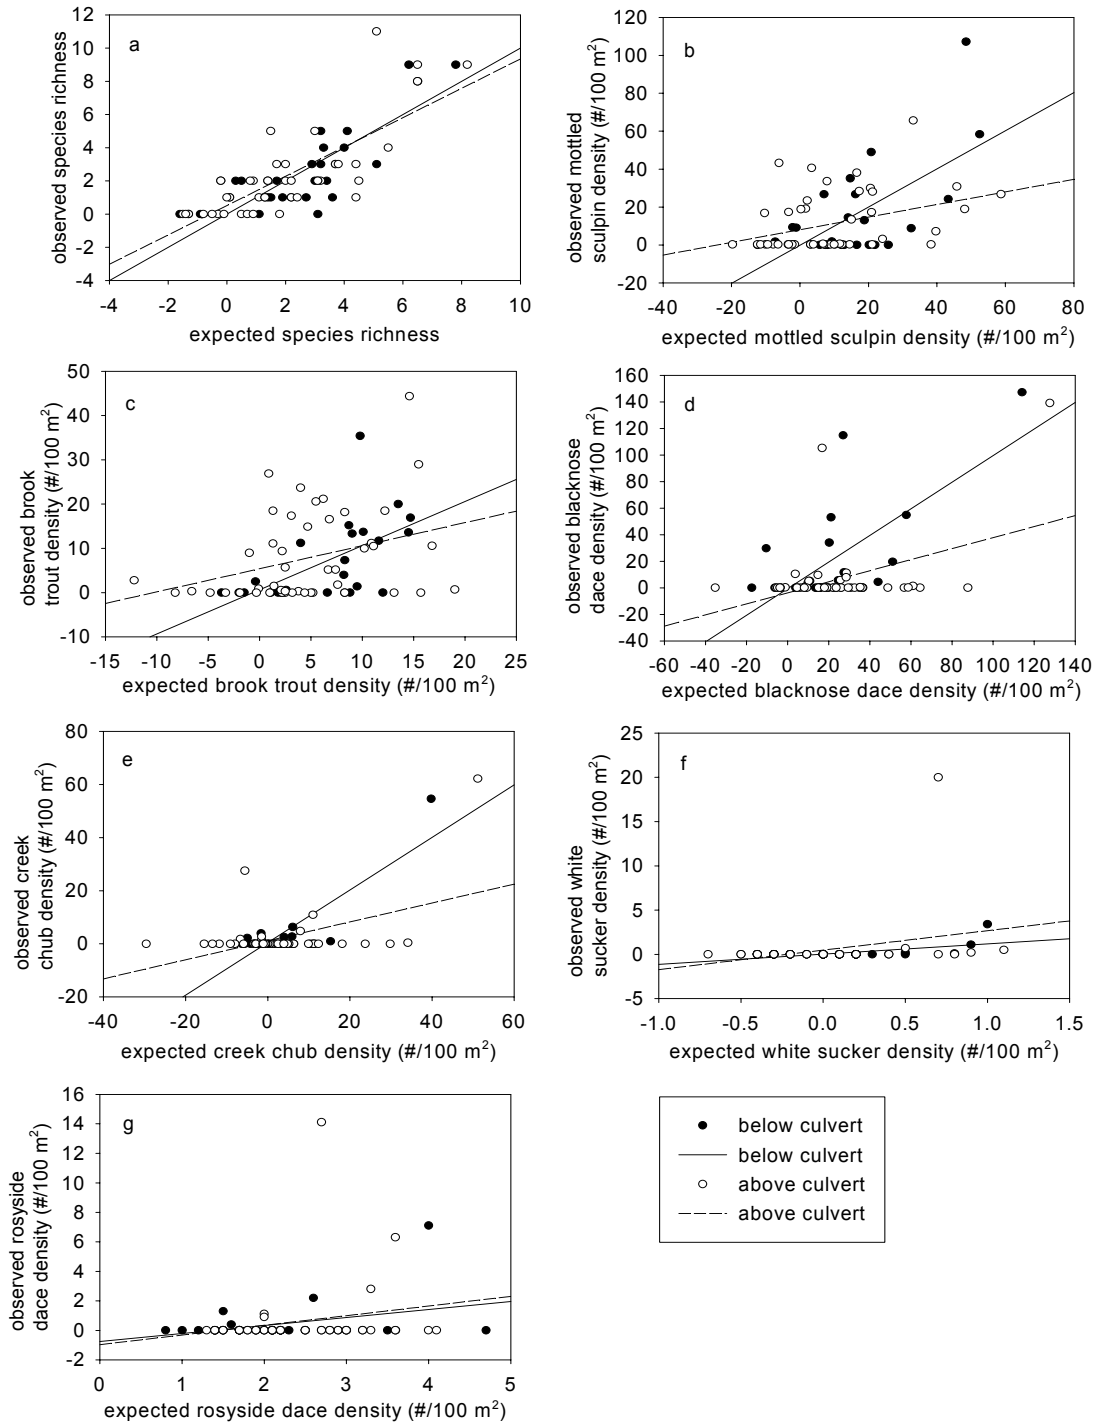 a
12
10
8
6
4
2
0
-2
-4
-4 -2 0 2 4 6 8 10
observed species richness
expected species richness
b
120
100
80
60
40
20
0
-20
-40 -20 0 20 40 60 80
observed mottled
sculpin density (#/100 m²)
expected mottled sculpin density (#/100 m²)
c
50
40
30
20
10
0
-10
-15 -10 -5 0 5 10 15 20 25
observed brook
trout density (#/100 m²)
expected brook trout density (#/100 m²)
d
160
140
120
100
80
60
40
20
0
-20
-40
-60 -40 -20 0 20 40 60 80 100 120 140
observed blacknose
dace density (#/100 m²)
expected blacknose dace density (#/100 m²)
e
80
60
40
20
0
-20
-40 -20 0 20 40 60
observed creek
chub density (#/100 m²)
expected creek chub density (#/100 m²)
f
25
20
15
10
5
0
-5
-1.0 -0.5 0.0 0.5 1.0 1.5
observed white
sucker density (#/100 m²)
expected white sucker density (#/100 m²)
g
16
14
12
10
8
6
4
2
0
-2
0 1 2 3 4 5
observed rosyside
dace density (#/100 m²)
expected rosyside dace density (#/100 m²)
below culvert
below culvert
above culvert
above culvert